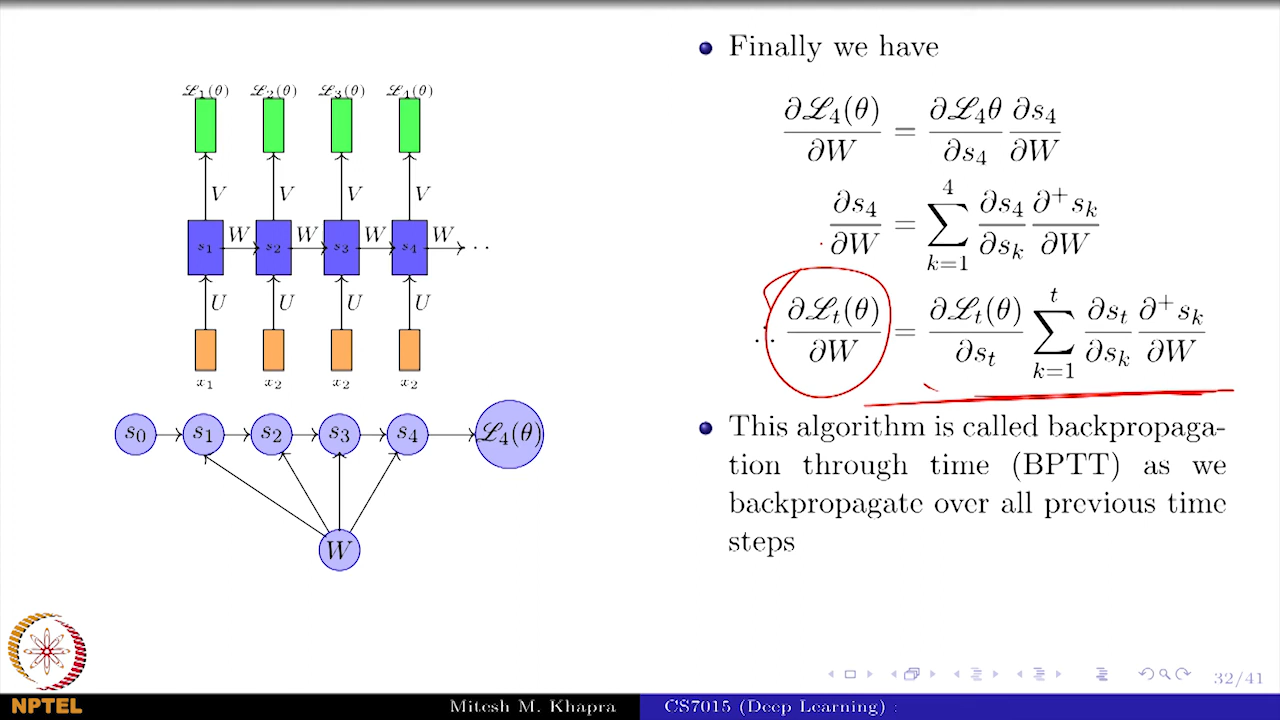 • Finally we have
∂ℒ₄(θ)/∂W = ∂ℒ₄θ/∂s₄ ∂s₄/∂W
∂s₄/∂W = ∑_{k=1}^{4} ∂s₄/∂sₖ ∂⁺sₖ/∂W
∴ ∂ℒₜ(θ)/∂W = ∂ℒₜ(θ)/∂sₜ ∑_{k=1}^{t} ∂sₜ/∂sₖ ∂⁺sₖ/∂W
• This algorithm is called backpropaga-
tion through time (BPTT) as we
backpropagate over all previous time
steps
ℒ₁(θ) ℒ₂(θ) ℒ₃(θ) ℒ₄(θ)
V V V V
s₁ W s₂ W s₃ W s₄ W ...
U U U U
x₁ x₂ x₂ x₂
s₀ s₁ s₂ s₃ s₄ ℒ₄(θ)
W
32/41
NPTEL
Mitesh M. Khapra CS7015 (Deep Learning) :